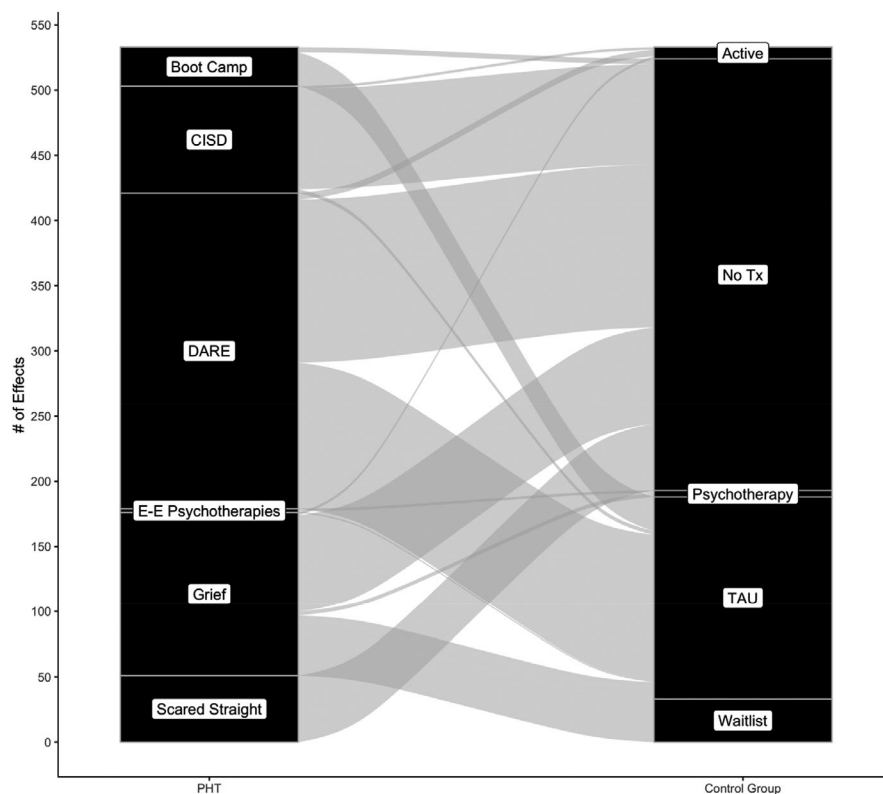 550
500
450
400
350
300
250
200
150
100
50
0
# of Effects
Boot Camp
CISD
DARE
E-E Psychotherapies
Grief
Scared Straight
Active
No Tx
Psychotherapy
TAU
Waitlist
PHT
Control Group